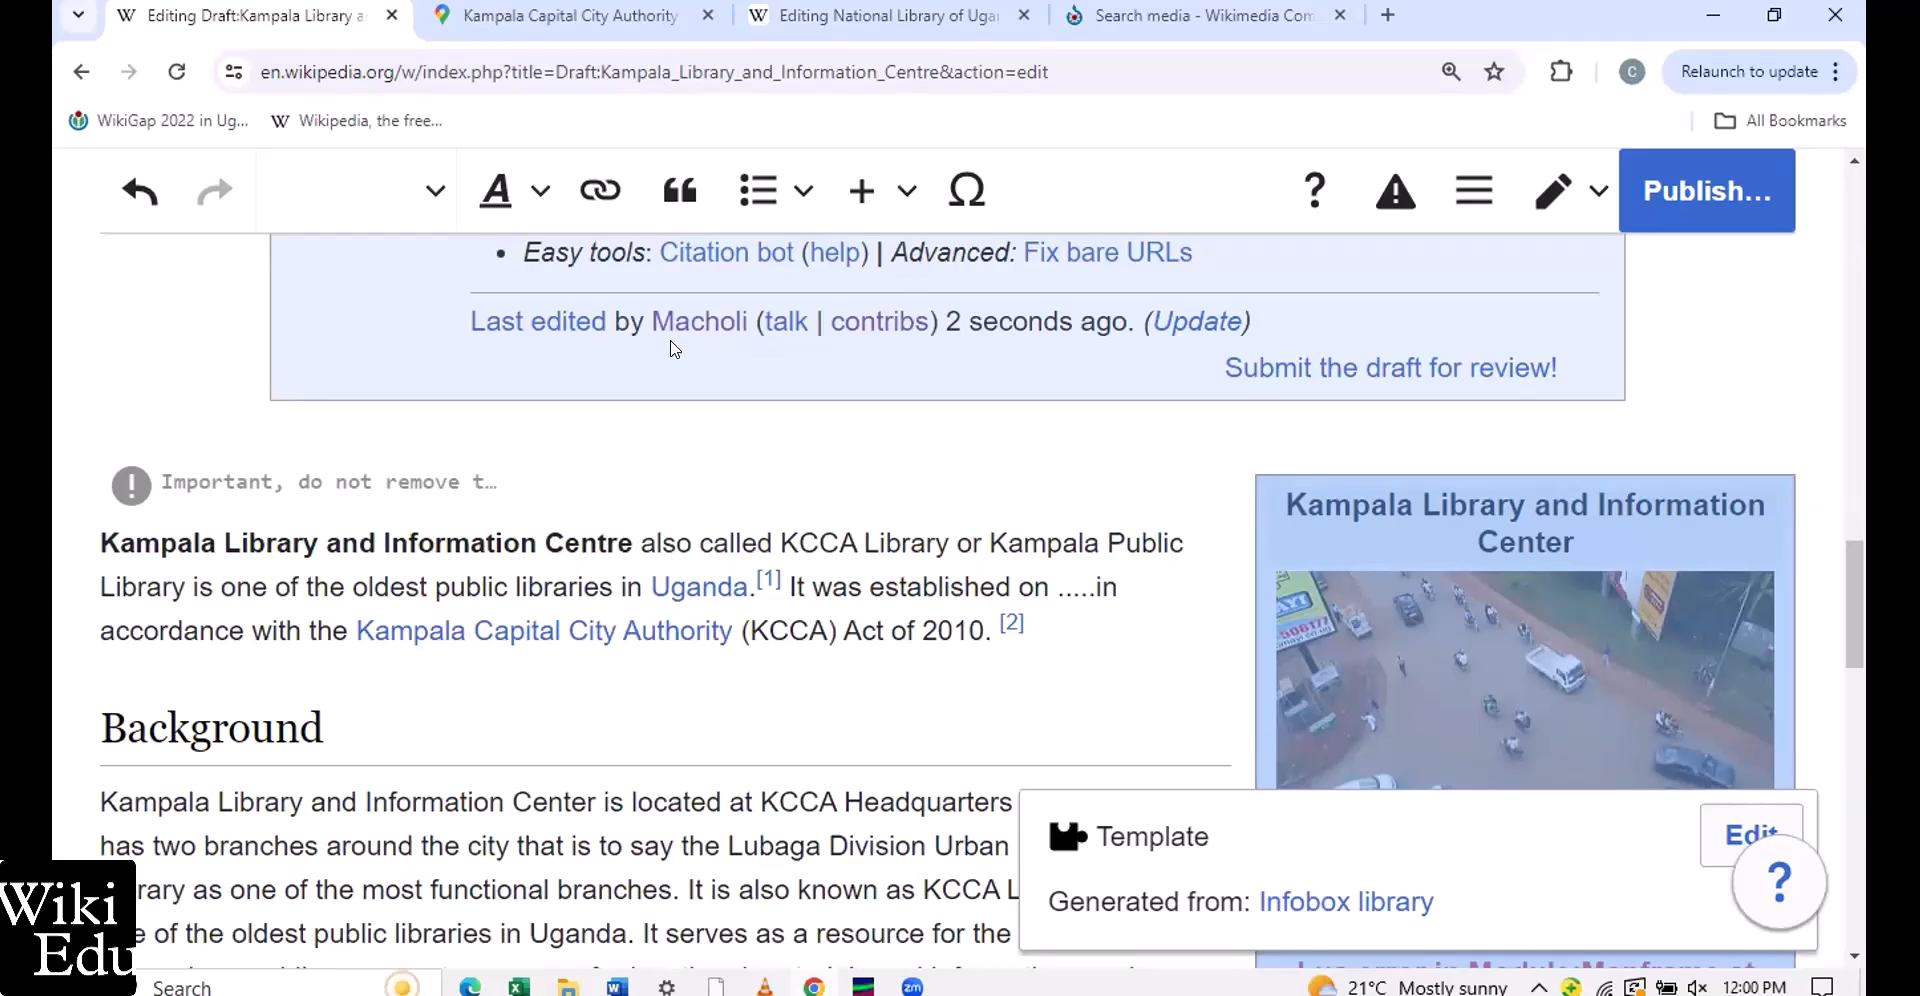 Editing Draft:Kampala Library a
Kampala Capital City Authority
Editing National Library of Uga
Search media - Wikimedia Com
en.wikipedia.org/w/index.php?title=Draft:Kampala_Library_and_Information_Centre&action=edit
C
Relaunch to update
WikiGap 2022 in Ug...
Wikipedia, the free...
All Bookmarks
Publish...
Easy tools: Citation bot (help) | Advanced: Fix bare URLs
Last edited by Macholi (talk | contribs) 2 seconds ago. (Update)
Submit the draft for review!
Important, do not remove t…
Kampala Library and Information Centre also called KCCA Library or Kampala Public
Library is one of the oldest public libraries in Uganda.[1] It was established on .....in
accordance with the Kampala Capital City Authority (KCCA) Act of 2010. [2]
Kampala Library and Information
Center
Background
Kampala Library and Information Center is located at KCCA Headquarters
has two branches around the city that is to say the Lubaga Division Urban
rary as one of the most functional branches. It is also known as KCCA L
e of the oldest public libraries in Uganda. It serves as a resource for the
Template
Edit
Generated from: Infobox library
?
Wiki
Edu
Search
zm
21°C Mostly sunny
12:00 PM